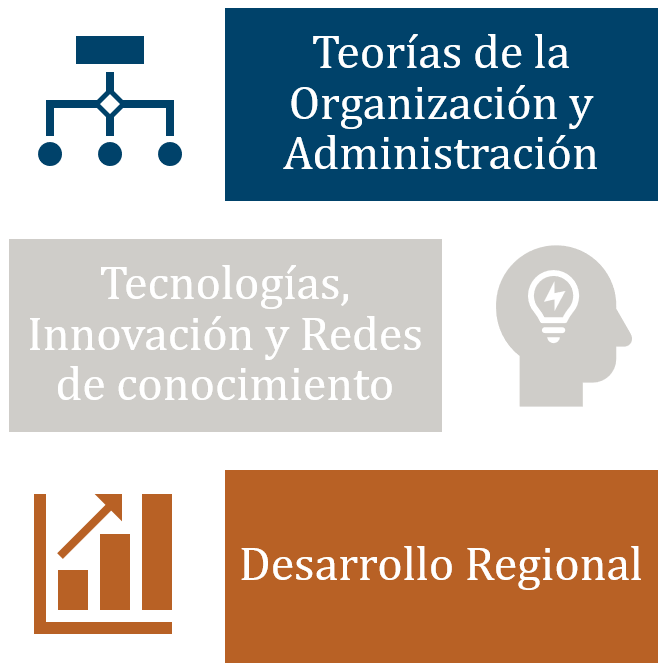 Teorías de la
Organización y
Administración
Tecnologías,
Innovación y Redes
de conocimiento
Desarrollo Regional